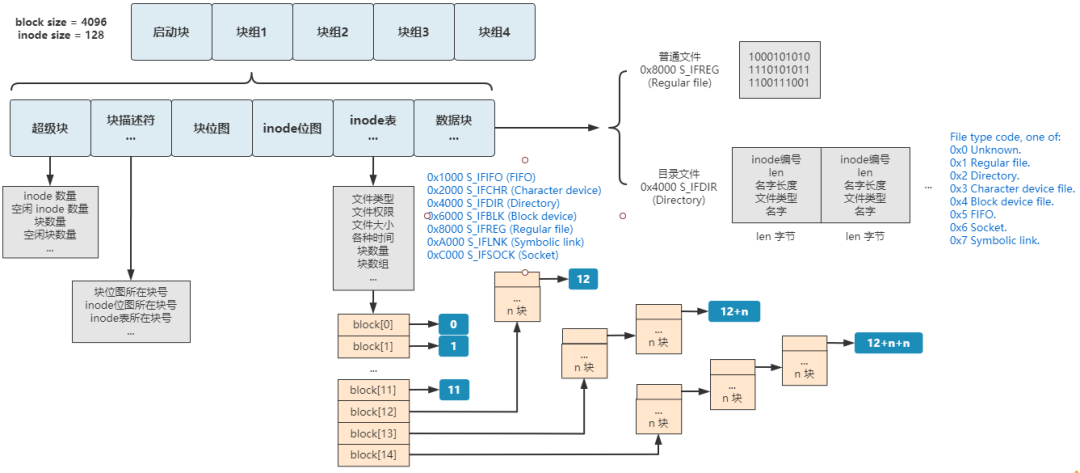 block size = 4096
inode size = 128
启动块
块组1
块组2
块组3
块组4
超级块
块描述符
...
块位图
inode位图
inode表
...
数据块
...
普通文件
0x8000 S_IFREG
(Regular file)
1000101010
1110101011
1100111001
目录文件
0x4000 S_IFDIR
(Directory)
inode编号
len
名字长度
文件类型
名字
inode编号
len
名字长度
文件类型
名字
...
len 字节
len 字节
File type code, one of:
0x0 Unknown.
0x1 Regular file.
0x2 Directory.
0x3 Character device file.
0x4 Block device file.
0x5 FIFO.
0x6 Socket.
0x7 Symbolic link.
inode 数量
空闲 inode 数量
块数量
空闲块数量
...
块位图所在块号
inode位图所在块号
inode表所在块号
...
文件类型
文件权限
文件大小
各种时间
块数量
块数组
...
0x1000 S_IFIFO (FIFO)
0x2000 S_IFCHR (Character device)
0x4000 S_IFDIR (Directory)
0x6000 S_IFBLK (Block device)
0x8000 S_IFREG (Regular file)
0xA000 S_IFLNK (Symbolic link)
0xC000 S_IFSOCK (Socket)
block[0]
0
block[1]
1
...
block[11]
11
block[12]
block[13]
block[14]
...
n 块
12
...
n 块
...
n 块
12+n
...
n 块
...
n 块
...
n 块
12+n+n